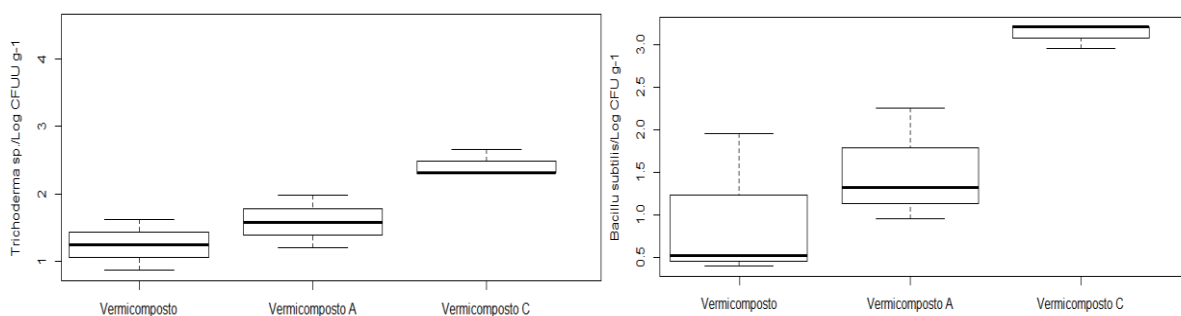 Trichoderma sp./Log CFUU g-1
4
3
2
1
Vermicomposto Vermicomposto A Vermicomposto C
Bacillu subtilis/Log CFU g-1
3.0
2.5
2.0
1.5
1.0
0.5
Vermicomposto Vermicomposto A Vermicomposto C